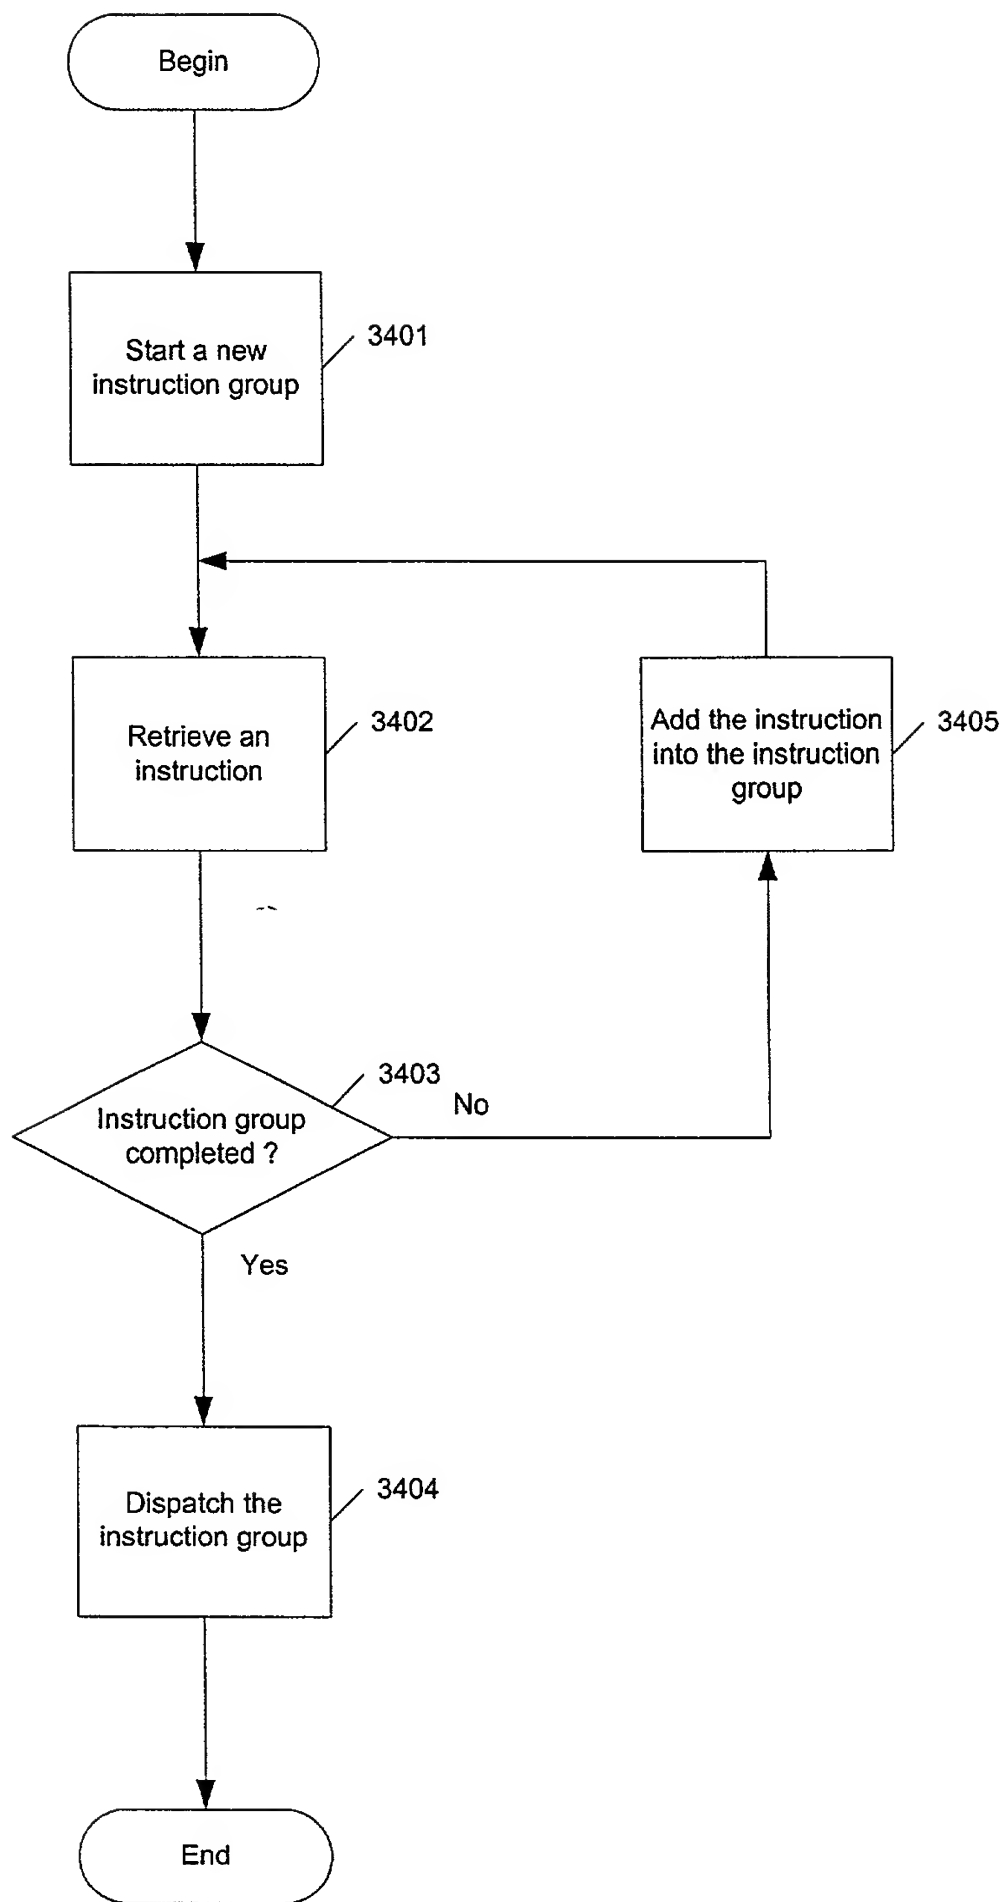 Begin
Start a new
instruction group
3401
Retrieve an
instruction
3402
Add the instruction
into the instruction
group
3405
Instruction group
completed ?
3403
No
Yes
Dispatch the
instruction group
3404
End